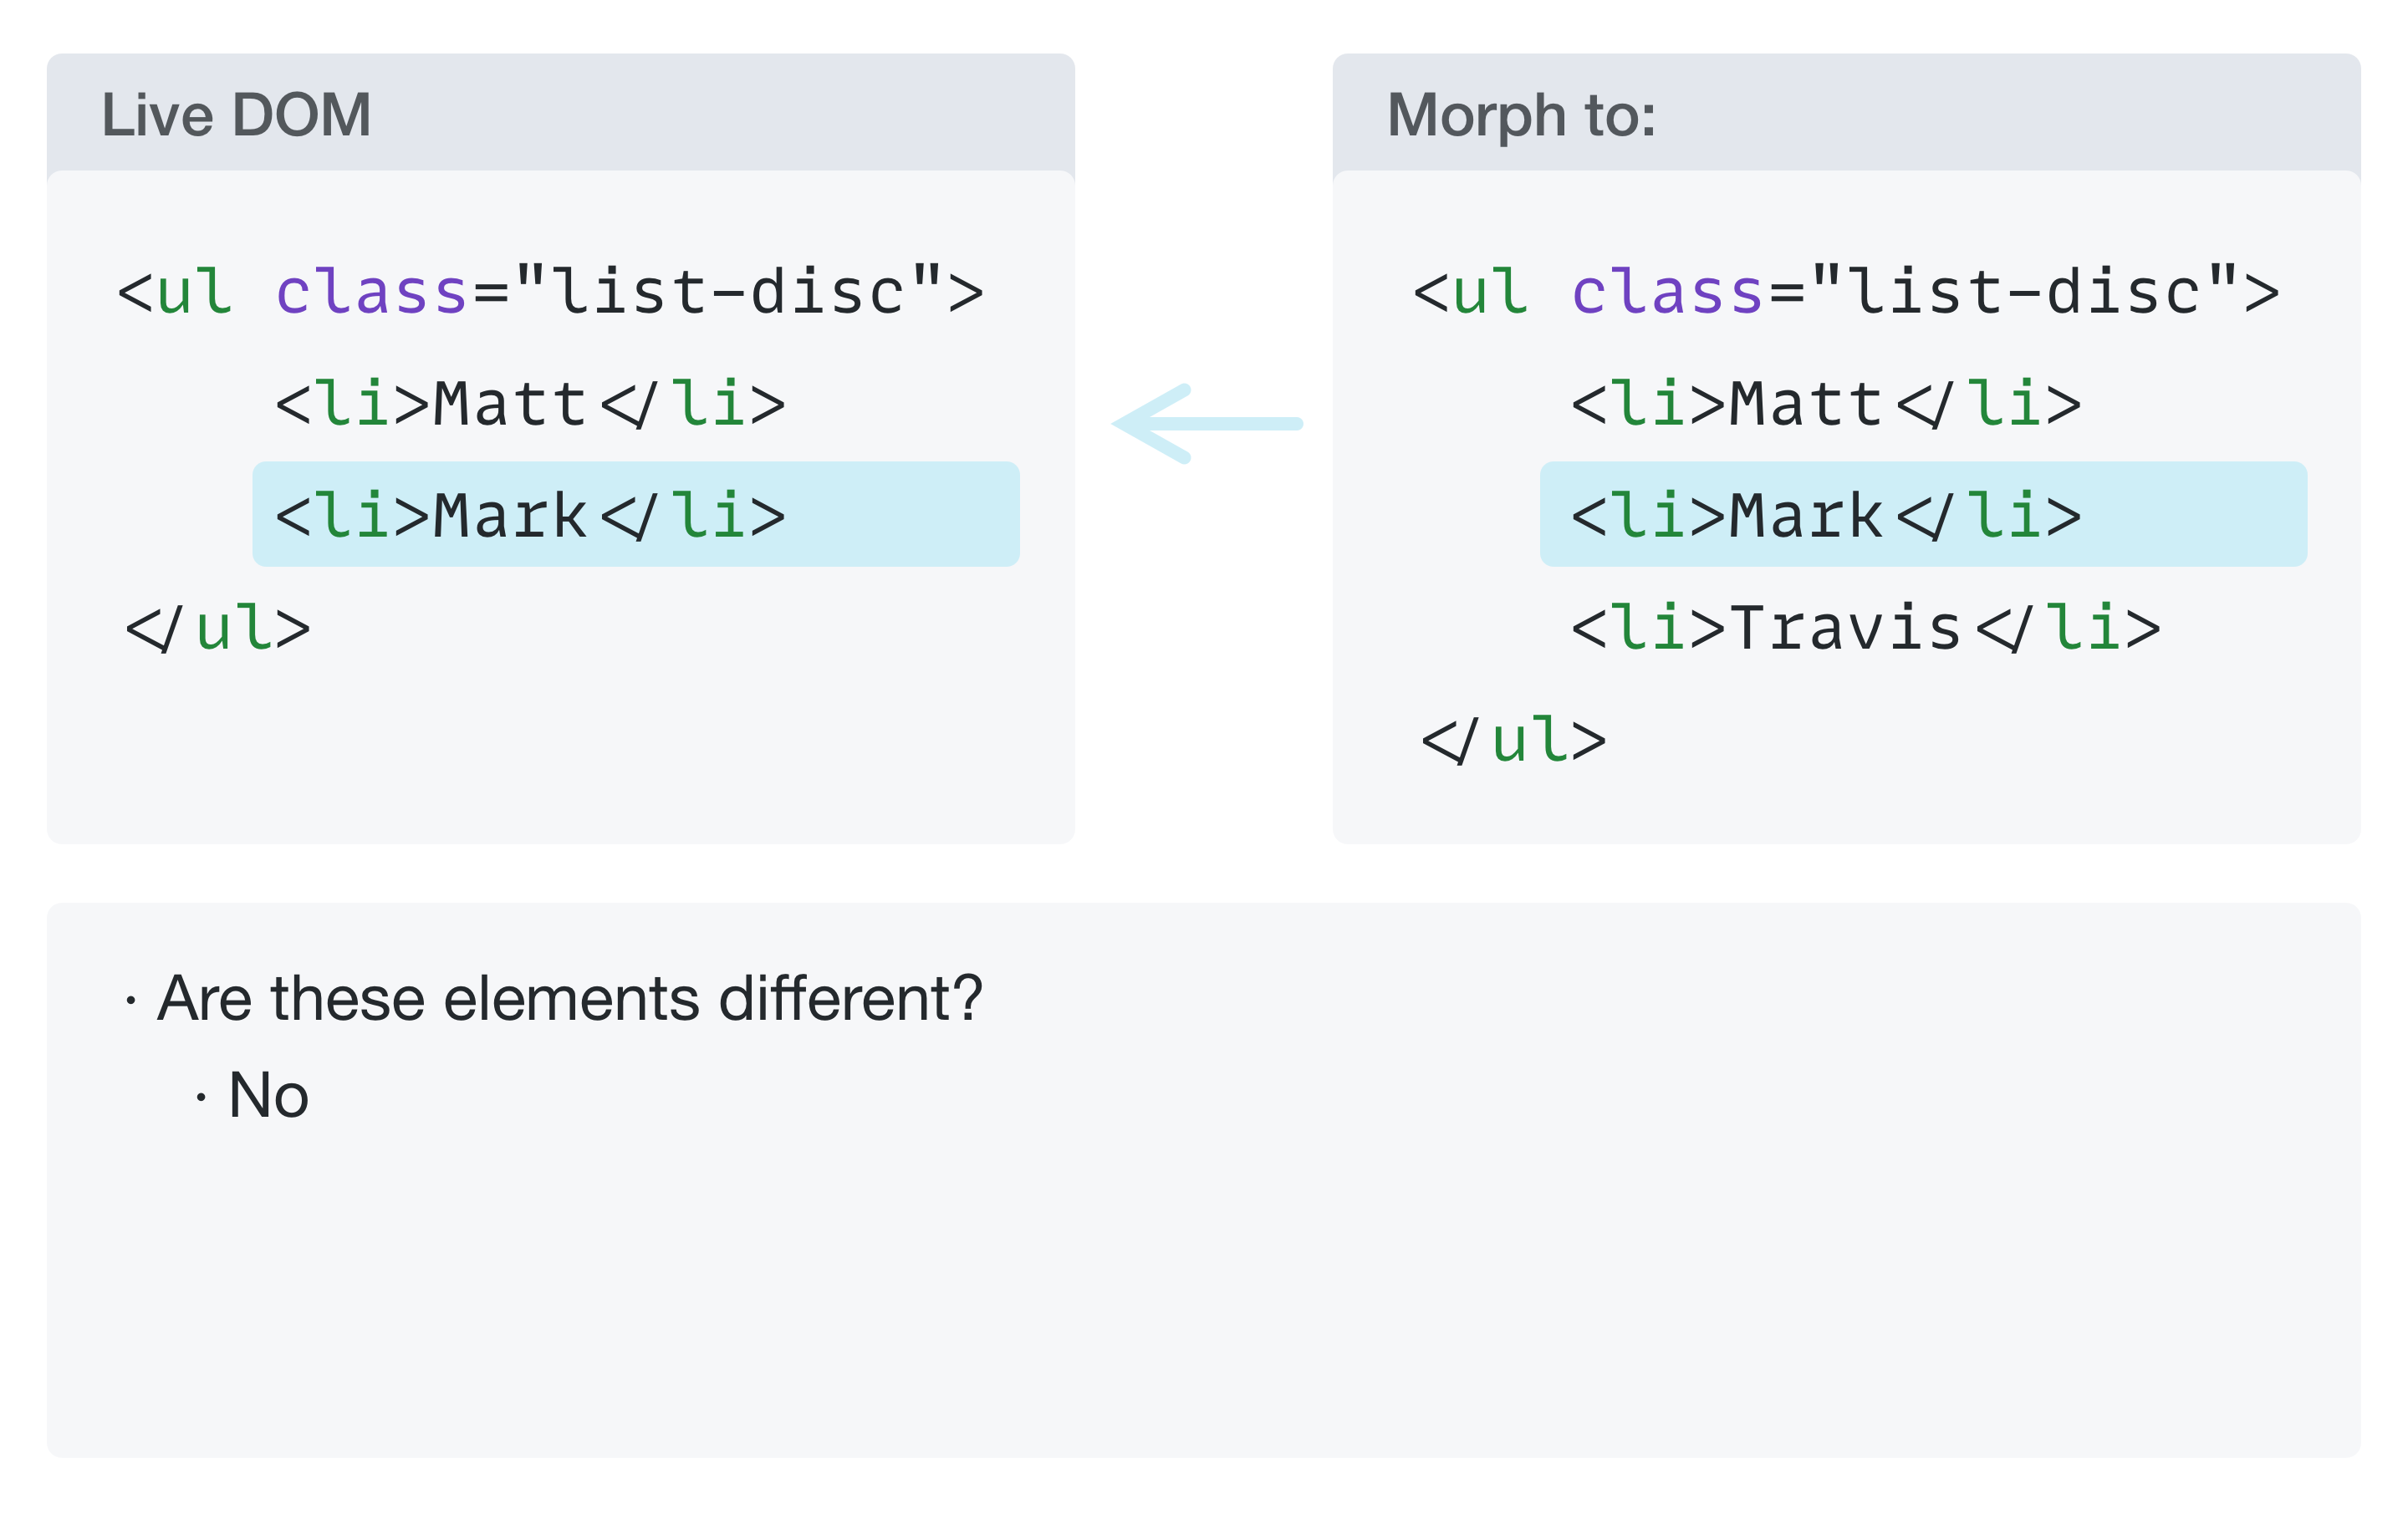 Live DOM
<ul class="list-disc">
<li>Matt</li>
<li>Mark</li>
</ul>
Morph to:
<ul class="list-disc">
<li>Matt</li>
<li>Mark</li>
<li>Travis</li>
</ul>
· Are these elements different?
· No